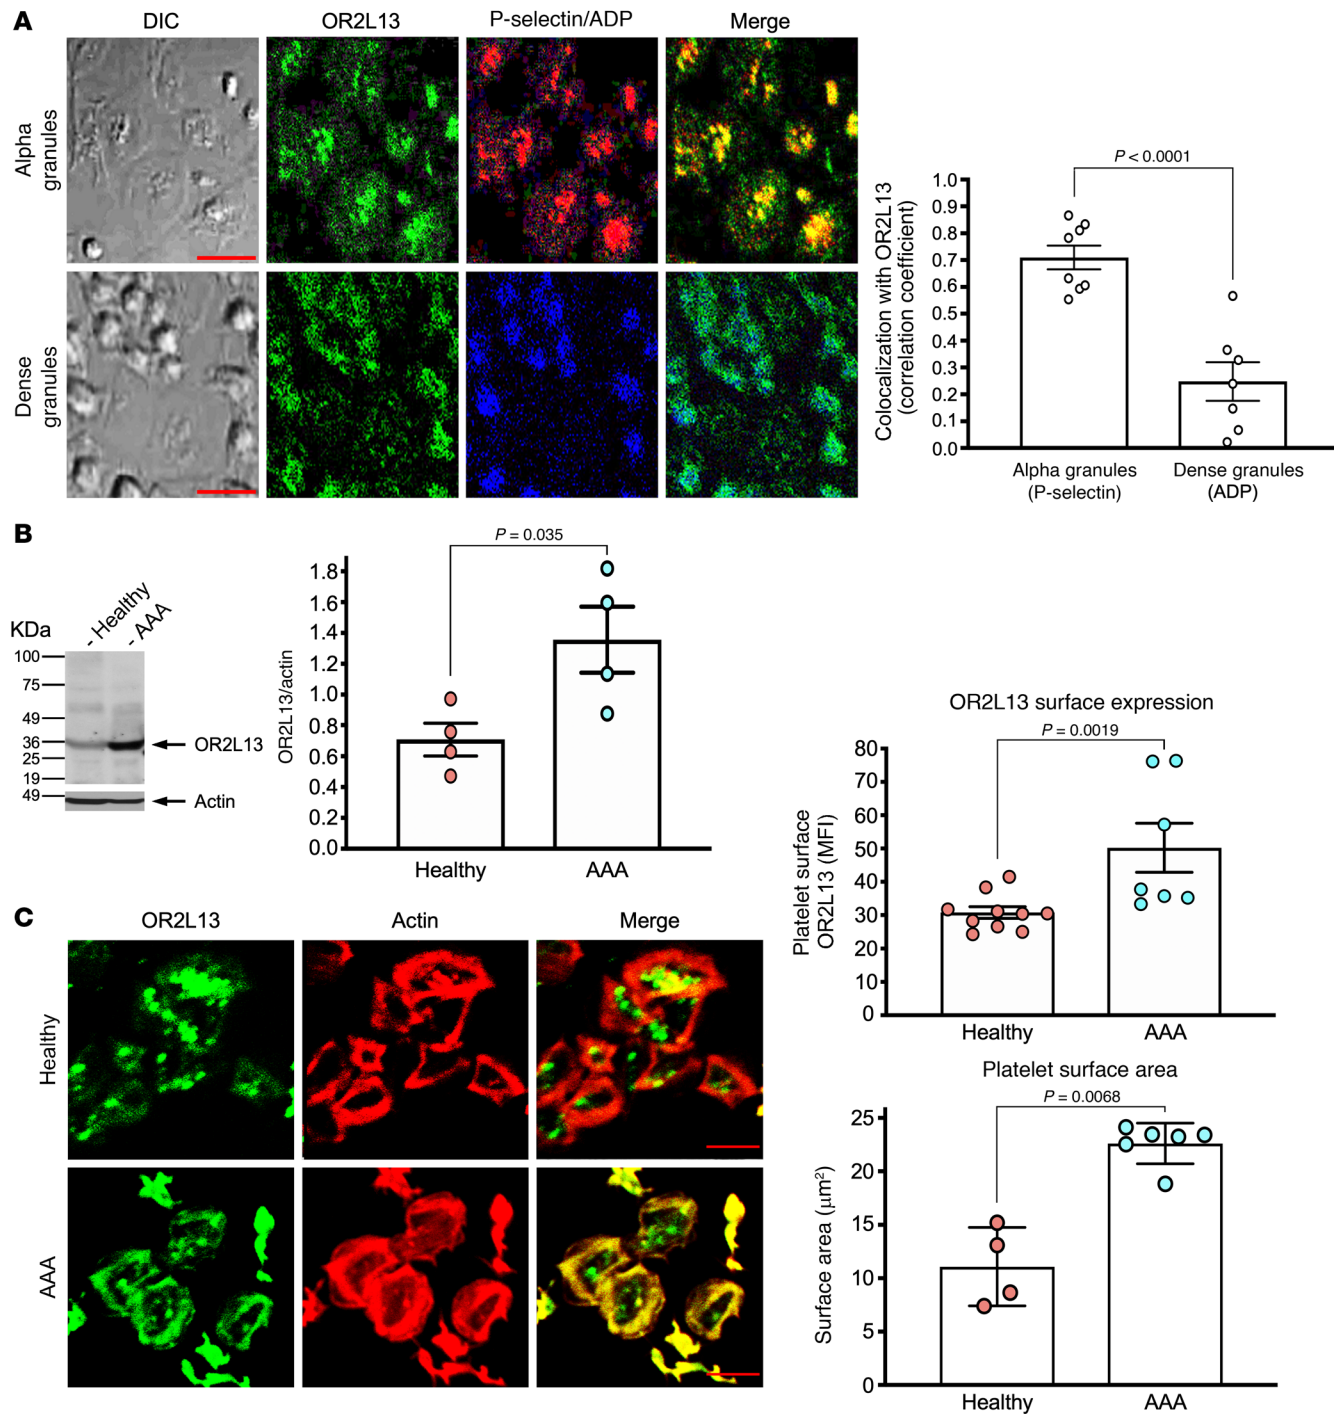 A
DIC
OR2L13
P-selectin/ADP
Merge
Alpha
granules
Dense
granules
Colocalization with OR2L13
(correlation coefficient)
P < 0.0001
1.0
0.9
0.8
0.7
0.6
0.5
0.4
0.3
0.2
0.1
0.0
Alpha granules
(P-selectin)
Dense granules
(ADP)
B
KDa
- Healthy
- AAA
100
75
49
36
25
19
49
OR2L13
Actin
OR2L13/actin
P = 0.035
1.8
1.6
1.4
1.2
1.0
0.8
0.6
0.4
0.2
0.0
Healthy
AAA
OR2L13 surface expression
P = 0.0019
Platelet surface
OR2L13 (MFI)
80
70
60
50
40
30
20
10
0
Healthy
AAA
C
OR2L13
Actin
Merge
Healthy
AAA
Platelet surface area
P = 0.0068
Surface area (μm²)
25
20
15
10
5
0
Healthy
AAA